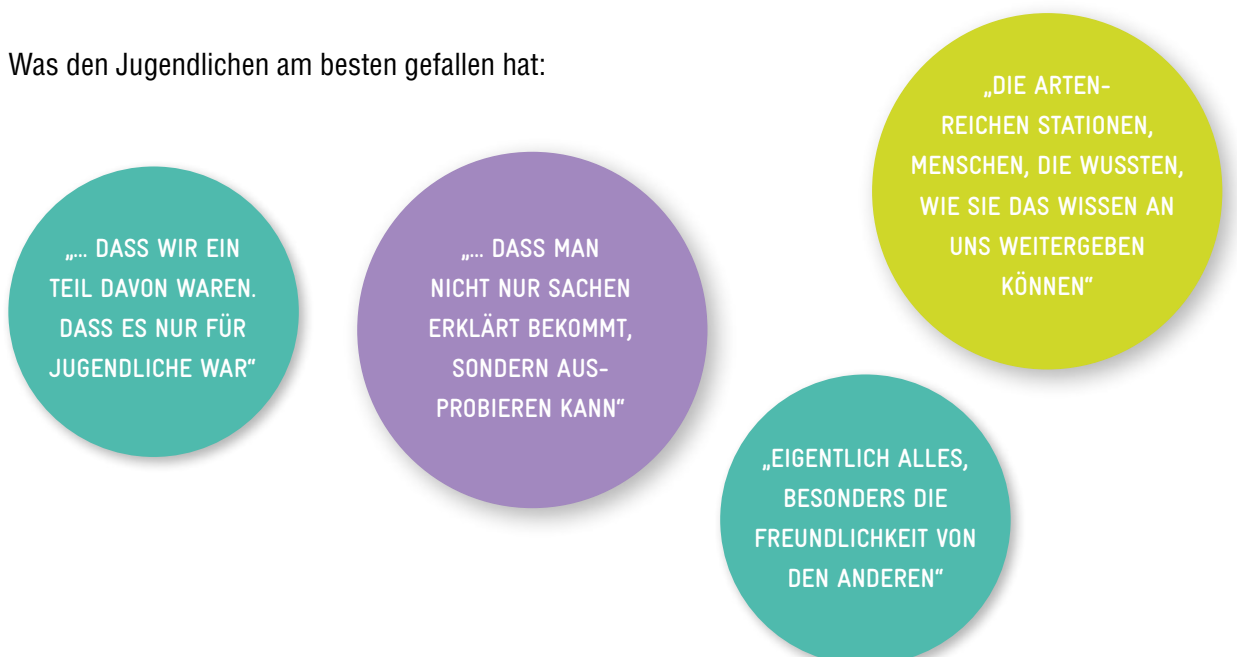 Was den Jugendlichen am besten gefallen hat:
„... DASS WIR EIN
TEIL DAVON WAREN.
DASS ES NUR FÜR
JUGENDLICHE WAR“
„... DASS MAN
NICHT NUR SACHEN
ERKLÄRT BEKOMMT,
SONDERN AUS-
PROBIEREN KANN“
„DIE ARTEN-
REICHEN STATIONEN,
MENSCHEN, DIE WUSSTEN,
WIE SIE DAS WISSEN AN
UNS WEITERGEBEN
KÖNNEN“
„EIGENTLICH ALLES,
BESONDERS DIE
FREUNDLICHKEIT VON
DEN ANDEREN“